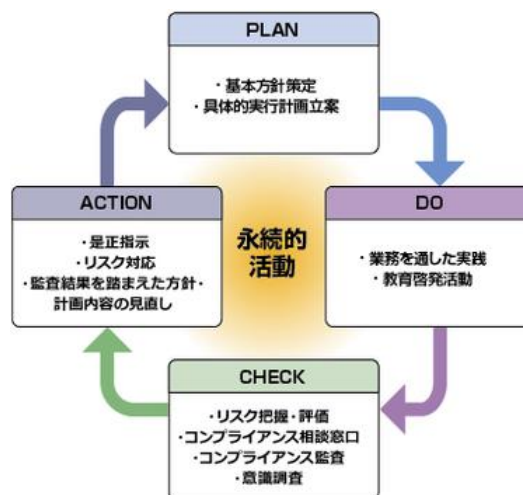 PLAN
・基本方針策定
・具体的実行計画立案
ACTION
・是正指示
・リスク対応
・監査結果を踏まえた方針・
計画内容の見直し
永続的
活動
DO
・業務を通した実践
・教育啓発活動
CHECK
・リスク把握・評価
・コンプライアンス相談窓口
・コンプライアンス監査
・意識調査